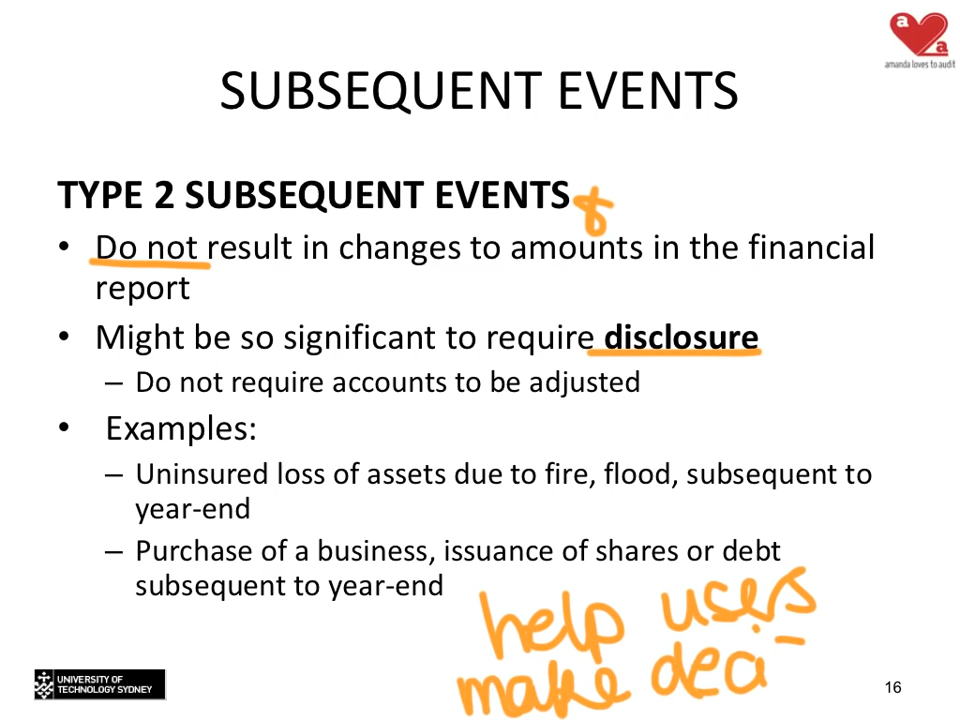 a
a
amanda loves to audit
SUBSEQUENT EVENTS
TYPE 2 SUBSEQUENT EVENTS
• Do not result in changes to amounts in the financial
report
• Might be so significant to require disclosure
– Do not require accounts to be adjusted
• Examples:
– Uninsured loss of assets due to fire, flood, subsequent to
year-end
– Purchase of a business, issuance of shares or debt
subsequent to year-end
help users
make deci
UNIVERSITY OF
TECHNOLOGY SYDNEY
16